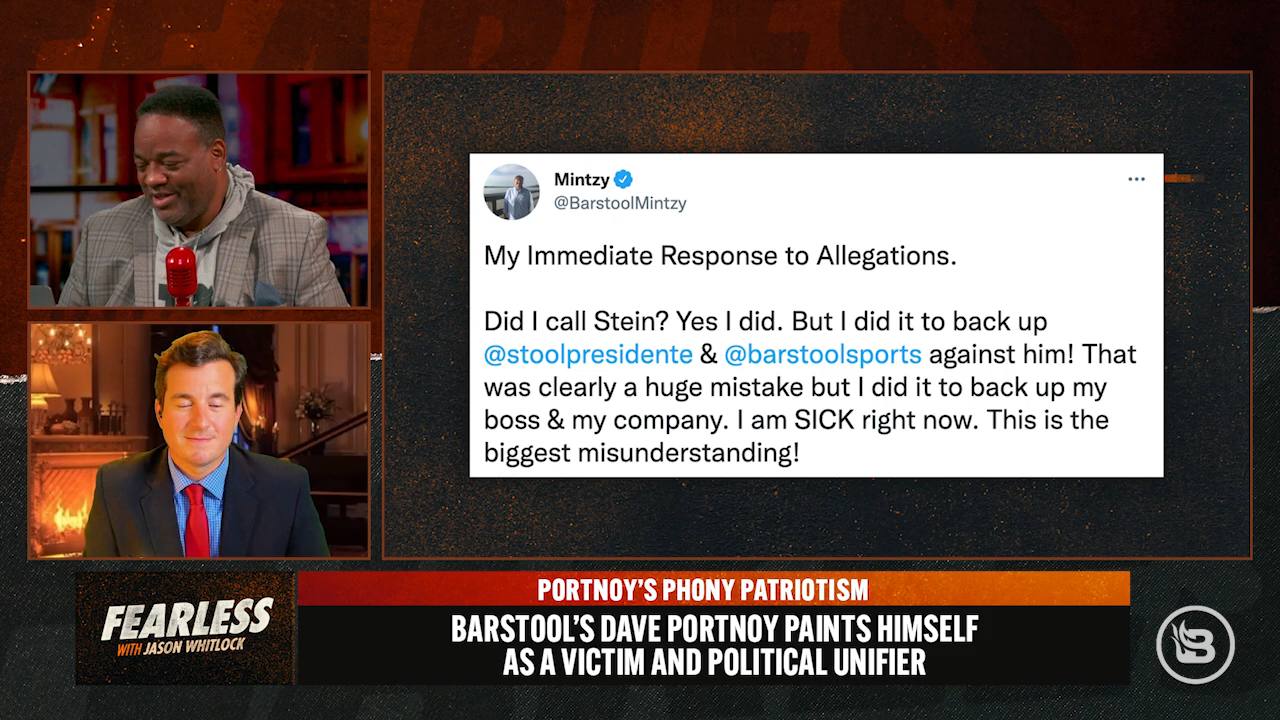 FEARLESS
Mintzy
@BarstoolMintzy
My Immediate Response to Allegations.
Did I call Stein? Yes I did. But I did it to back up
@stoolpresidente & @barstoolsports against him! That
was clearly a huge mistake but I did it to back up my
boss & my company. I am SICK right now. This is the
biggest misunderstanding!
PORTNOY'S PHONY PATRIOTISM
BARSTOOL'S DAVE PORTNOY PAINTS HIMSELF
AS A VICTIM AND POLITICAL UNIFIER
FEARLESS
WITH JASON WHITLOCK
B